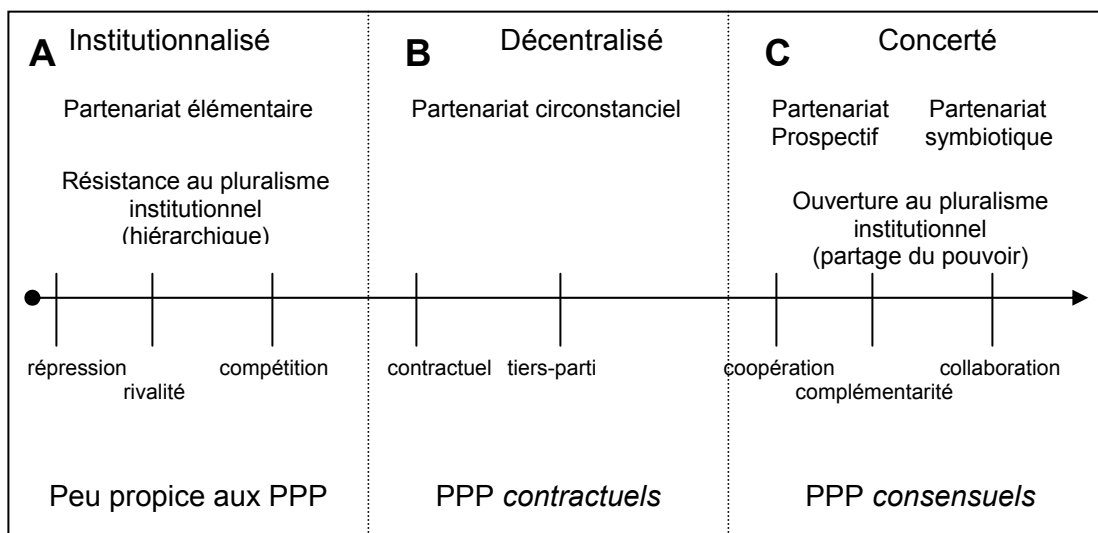 A Institutionnalisé
Partenariat élémentaire
Résistance au pluralisme
institutionnel
(hiérarchique)
B Décentralisé
Partenariat circonstanciel
C Concerté
Partenariat
Prospectif
Partenariat
symbiotique
Ouverture au pluralisme
institutionnel
(partage du pouvoir)
répression
rivalité
compétition
contractuel
tiers-parti
coopération
complémentarité
collaboration
Peu propice aux PPP
PPP contractuels
PPP consensuels